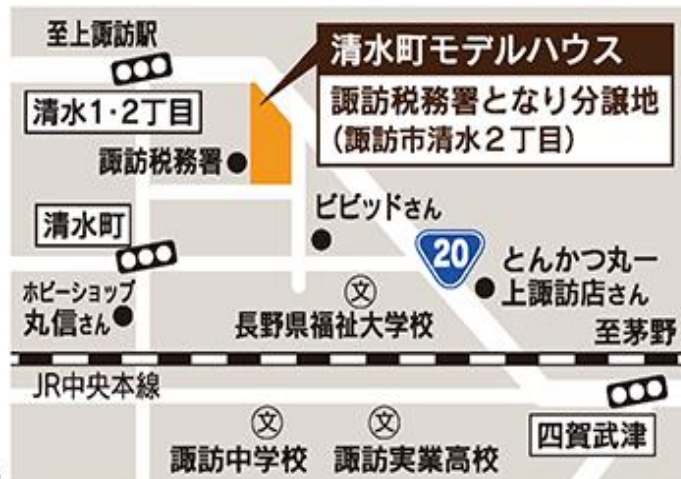 至上諏訪駅
清水町モデルハウス
諏訪税務署となり分譲地
(諏訪市清水2丁目)
清水1・2丁目
諏訪税務署
ビビッドさん
清水町
20
とんかつ丸一
上諏訪店さん
ホビーショップ
丸信さん
文
長野県福祉大学校
至茅野
JR中央本線
文
諏訪中学校
文
諏訪実業高校
四賀武津